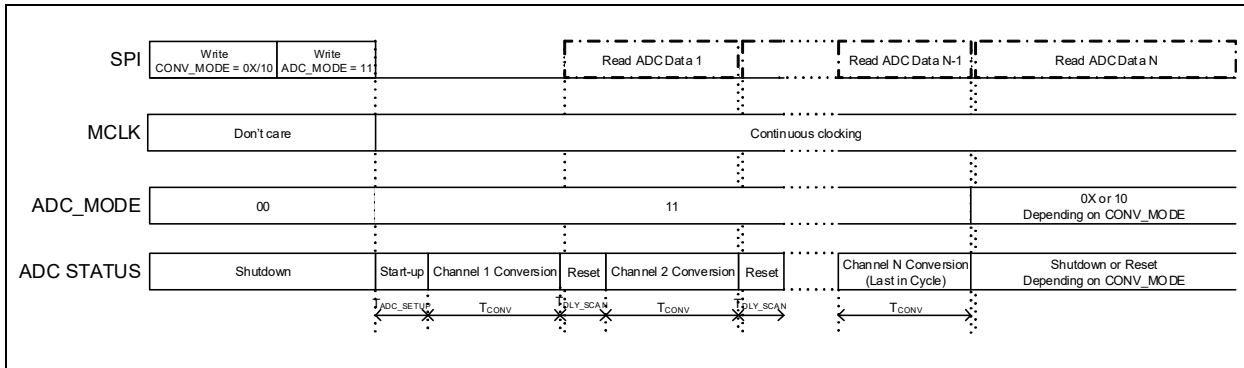 SPI
Write
CONV_MODE = 0X/10
Write
ADC_MODE = 11
Read ADC Data 1
Read ADC Data N-1
Read ADC Data N
MCLK
Don't care
Continuous clocking
ADC_MODE
00
11
0X or 10
Depending on CONV_MODE
ADC STATUS
Shutdown
Start-up
Channel 1 Conversion
Reset
Channel 2 Conversion
Reset
Channel N Conversion
(Last in Cycle)
Shutdown or Reset
Depending on CONV_MODE
TADC_SETUP
TCONV
TDLY_SCAN
TCONV
TDLY_SCAN
TCONV